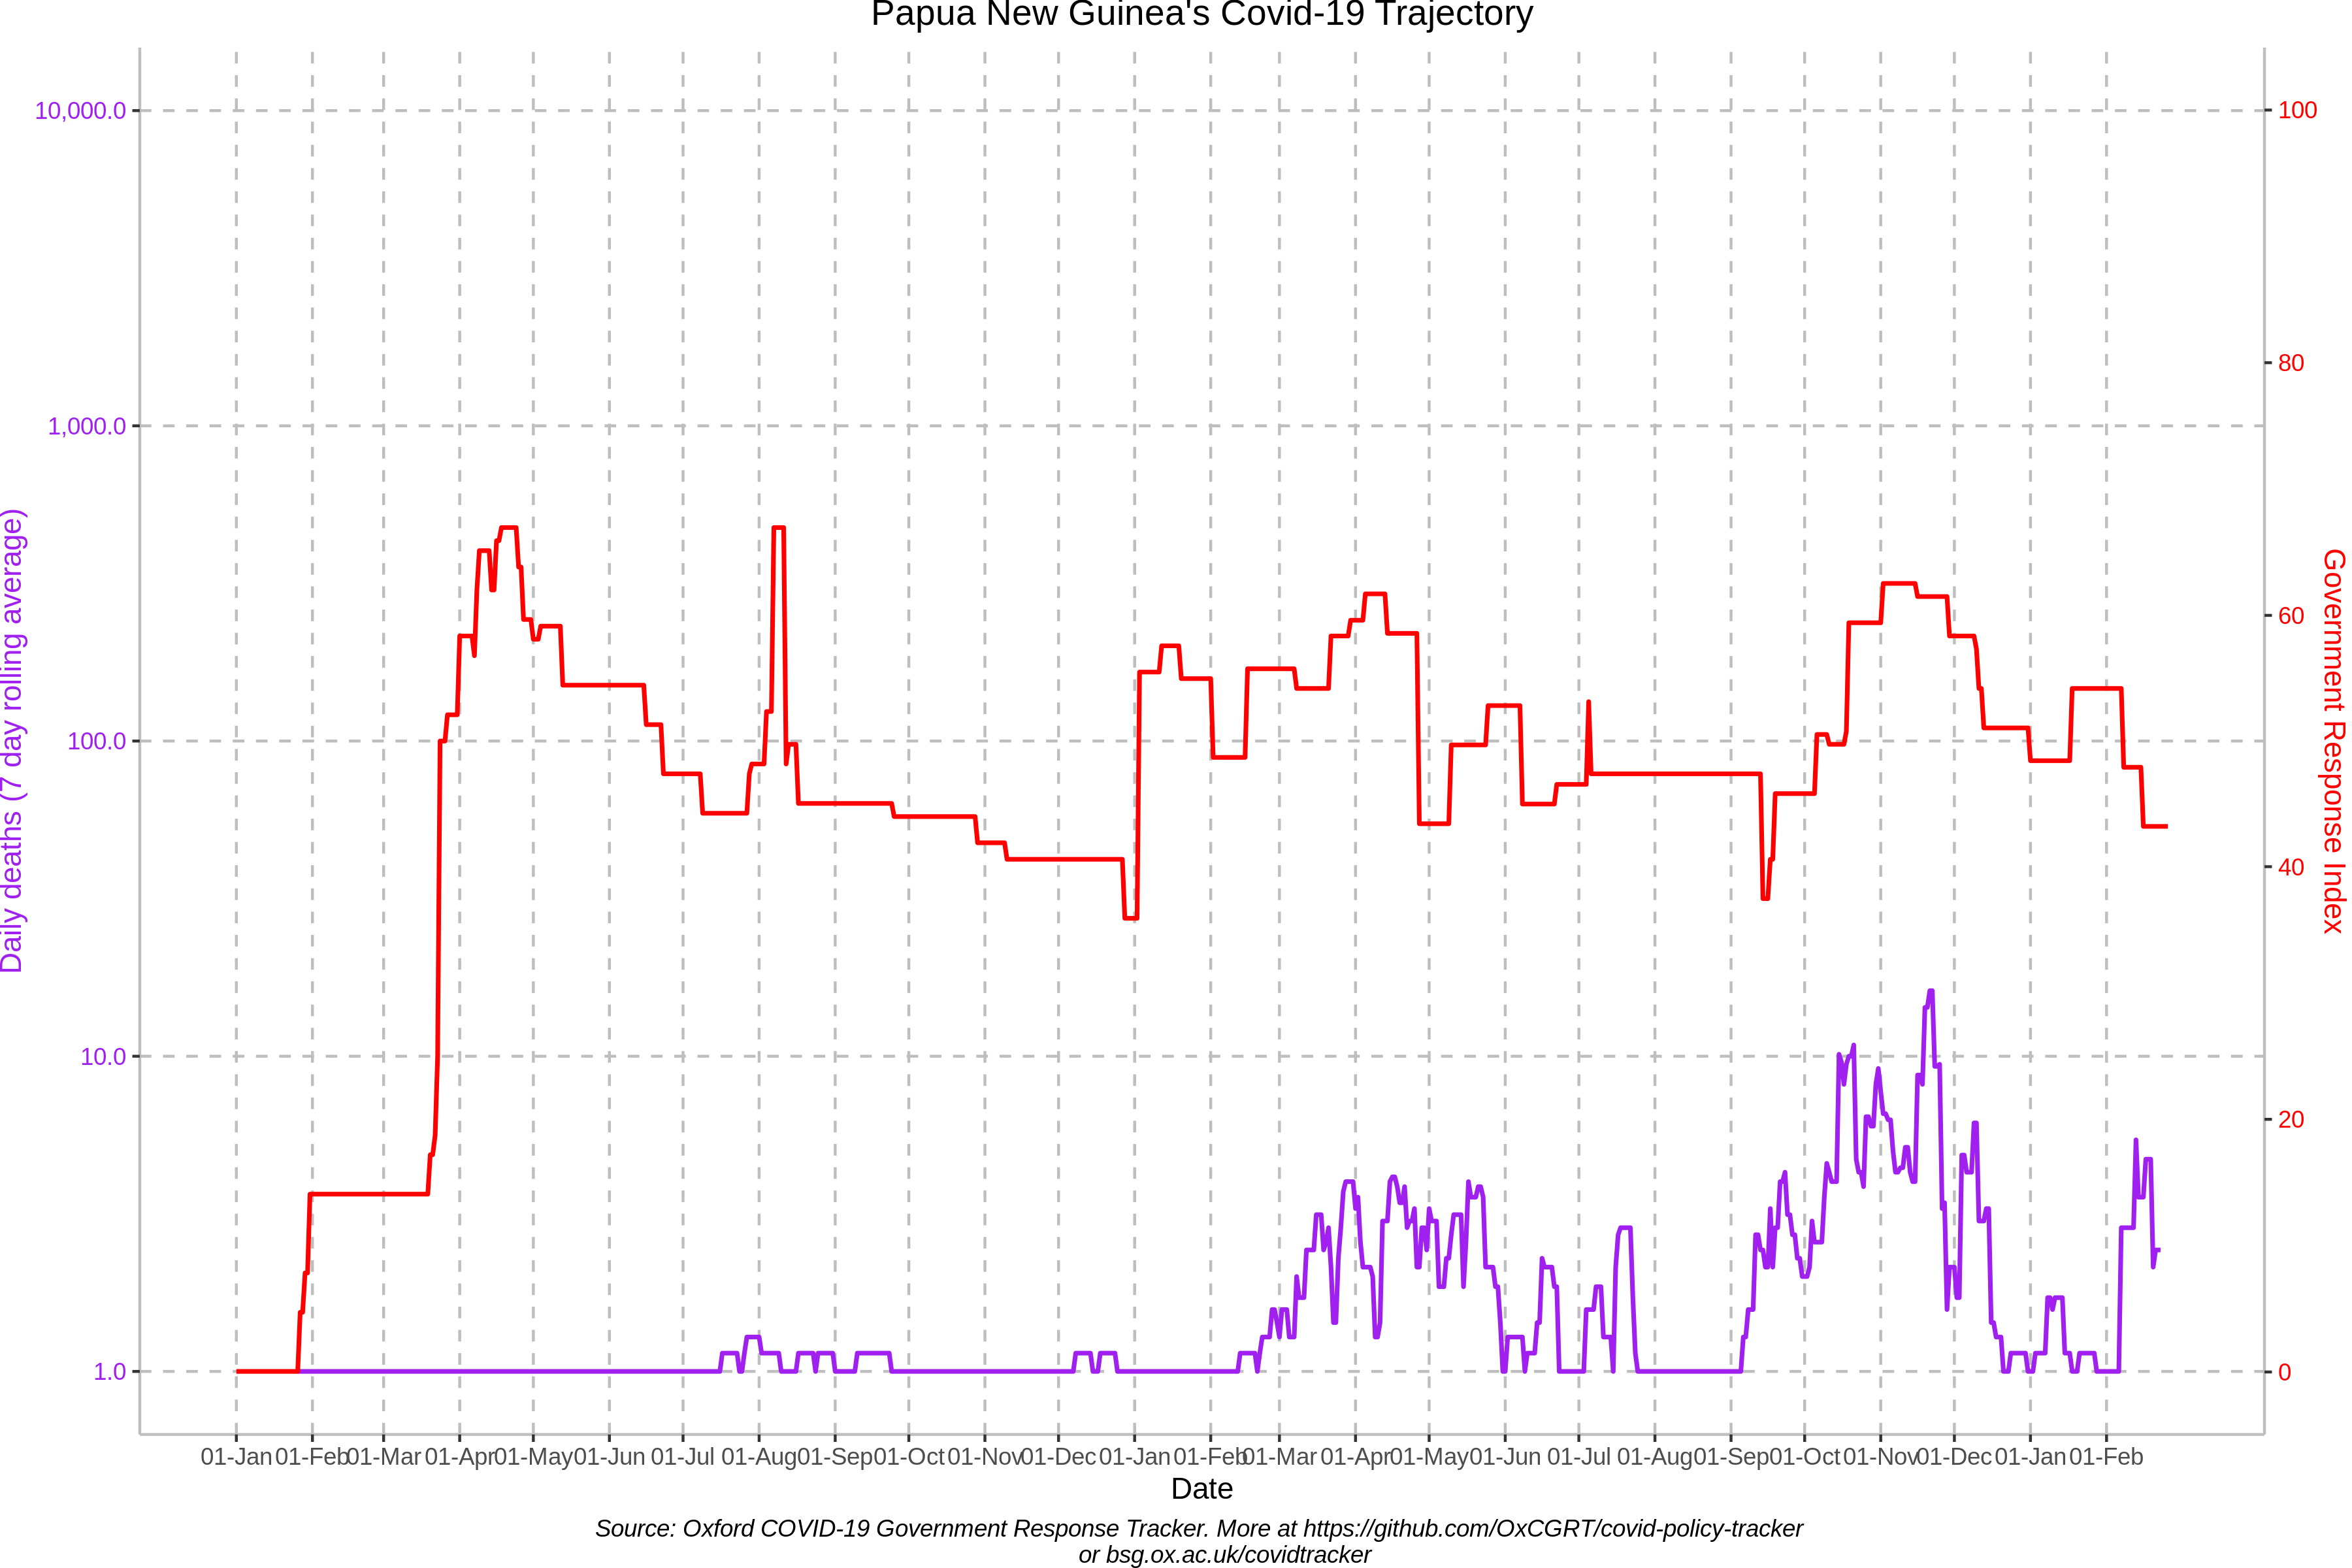 Papua New Guinea's Covid-19 Trajectory
10,000.0
1,000.0
100.0
10.0
1.0
Daily deaths (7 day rolling average)
100
80
60
40
20
0
Government Response Index
01-Jan 01-Feb 01-Mar 01-Apr 01-May 01-Jun 01-Jul 01-Aug 01-Sep 01-Oct 01-Nov 01-Dec 01-Jan 01-Feb 01-Mar 01-Apr 01-May 01-Jun 01-Jul 01-Aug 01-Sep 01-Oct 01-Nov 01-Dec 01-Jan 01-Feb
Date
Source: Oxford COVID-19 Government Response Tracker. More at https://github.com/OxCGRT/covid-policy-tracker
or bsg.ox.ac.uk/covidtracker